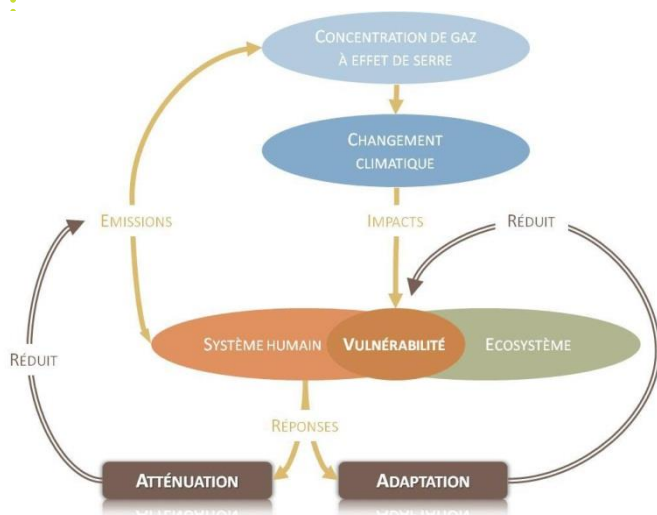 CONCENTRATION DE GAZ
À EFFET DE SERRE
CHANGEMENT
CLIMATIQUE
EMISSIONS
IMPACTS
RÉDUIT
SYSTÈME HUMAIN
VULNÉRABILITÉ
ECOSYSTÈME
RÉDUIT
RÉPONSES
ATTÉNUATION
ADAPTATION